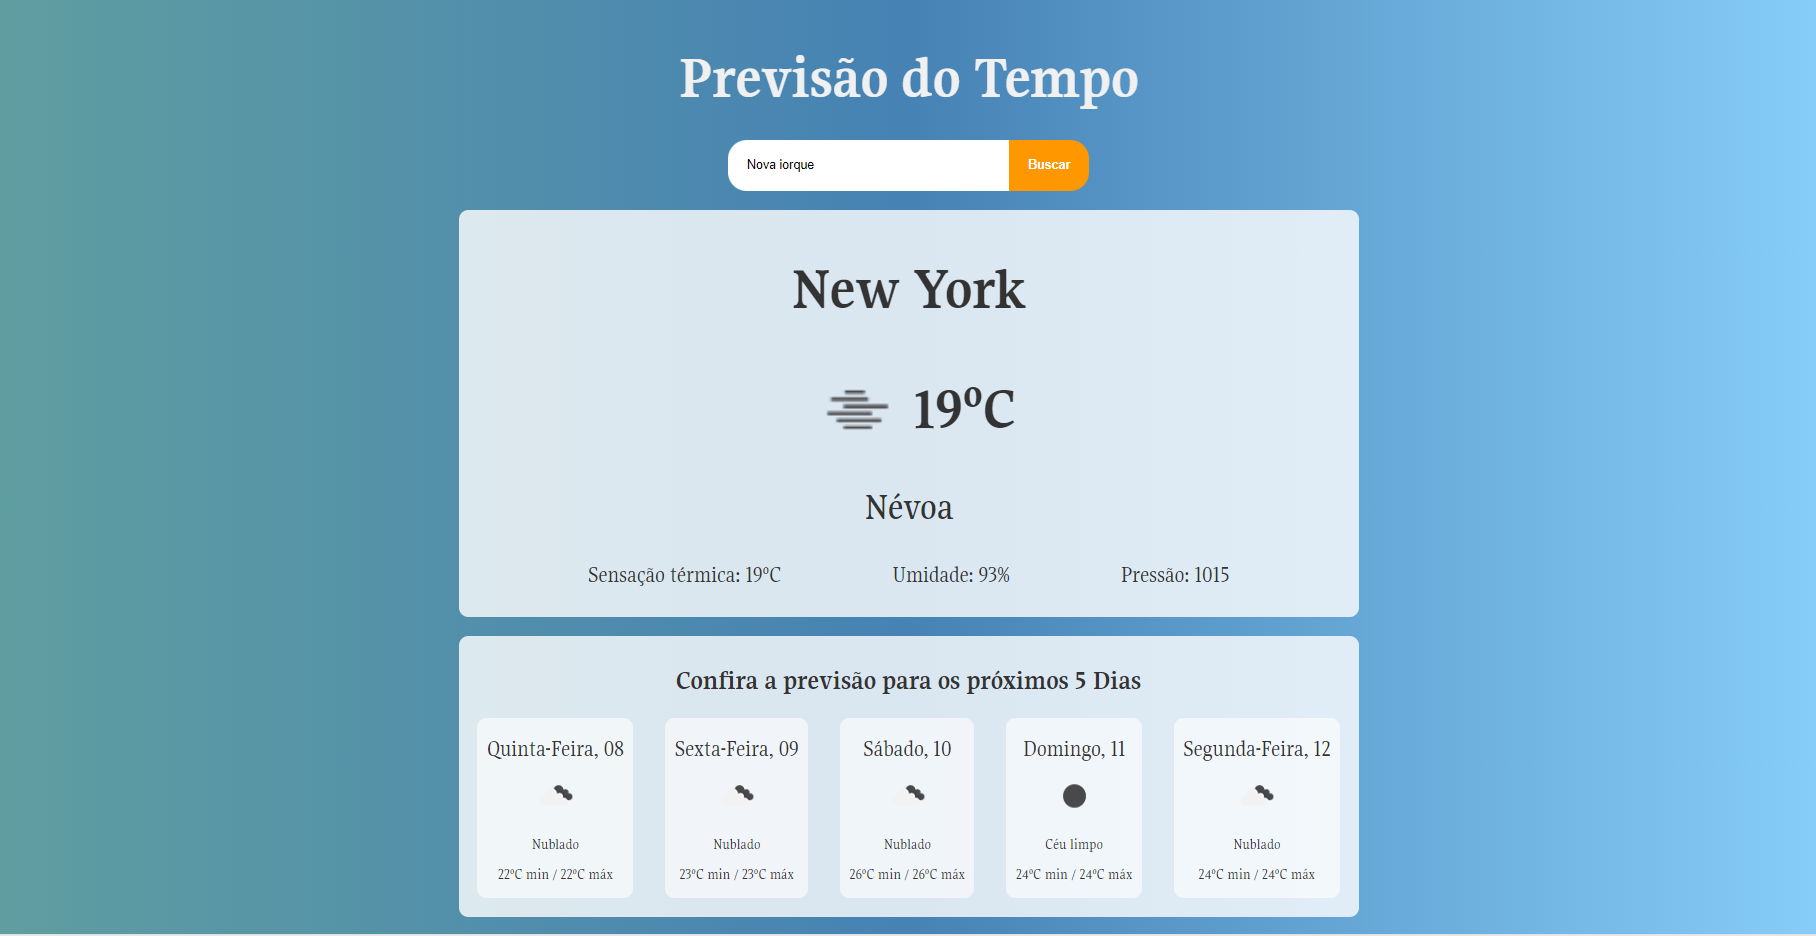 Previsão do Tempo
Nova iorque
Buscar
New York
19ºC
Névoa
Sensação térmica: 19ºC
Umidade: 93%
Pressão: 1015
Confira a previsão para os próximos 5 Dias
Quinta-Feira, 08
Nublado
22ºC min / 22ºC máx
Sexta-Feira, 09
Nublado
23ºC min / 23ºC máx
Sábado, 10
Nublado
26ºC min / 26ºC máx
Domingo, 11
Céu limpo
24ºC min / 24ºC máx
Segunda-Feira, 12
Nublado
24ºC min / 24ºC máx